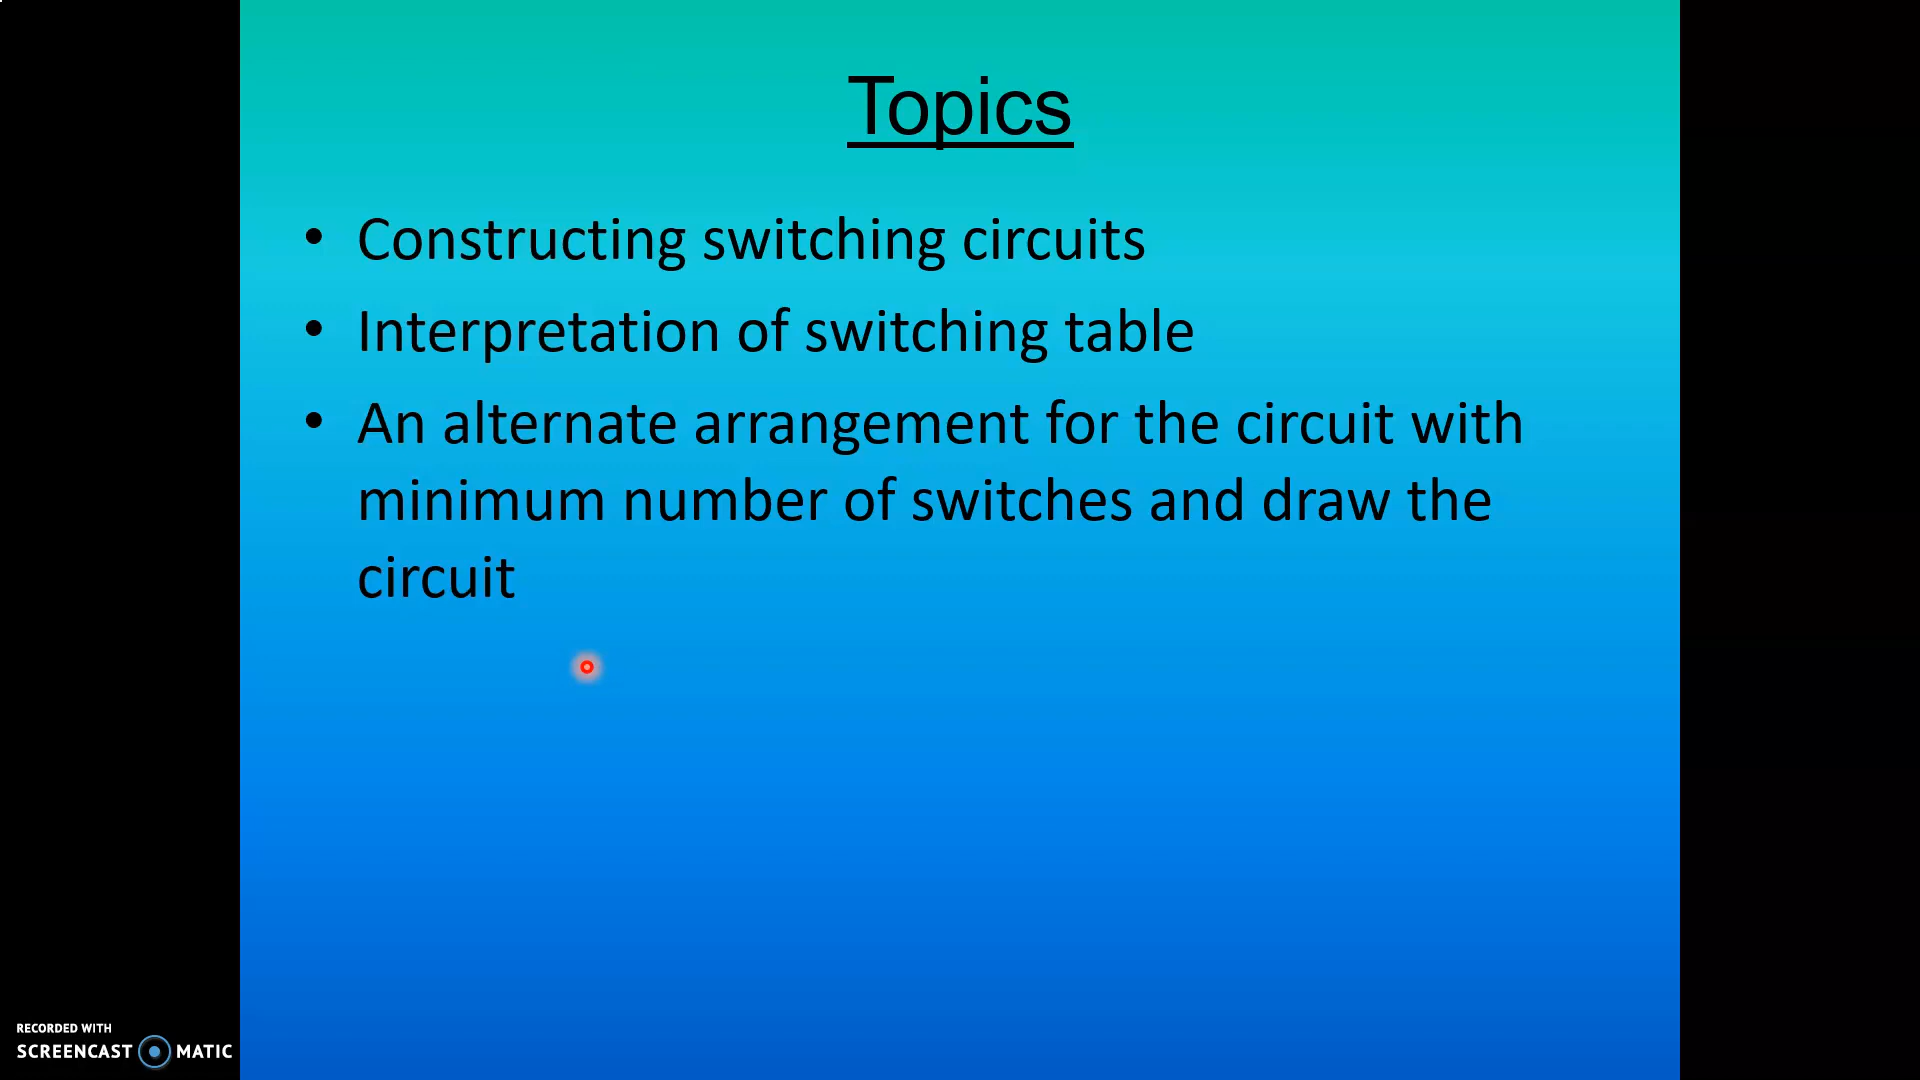 Topics
• Constructing switching circuits
• Interpretation of switching table
• An alternate arrangement for the circuit with
minimum number of switches and draw the
circuit
RECORDED WITH
SCREENCAST MATIC